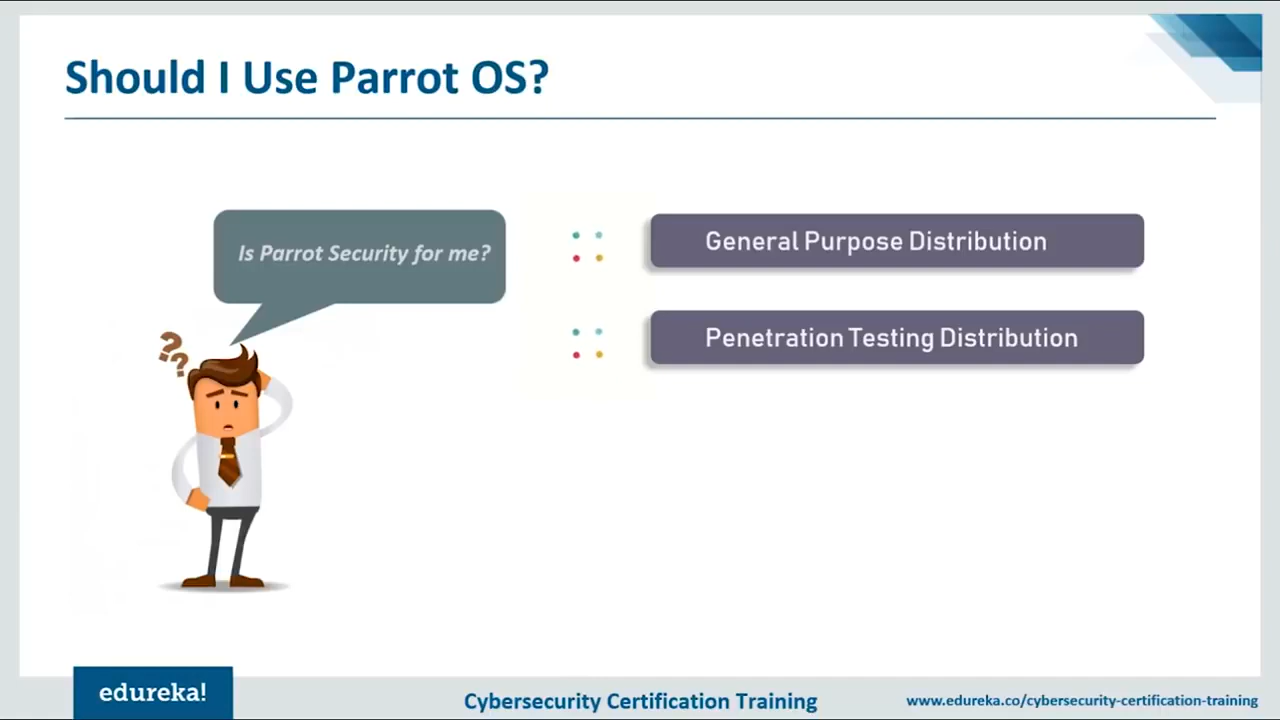 Should I Use Parrot OS?
Is Parrot Security for me?
General Purpose Distribution
Penetration Testing Distribution
??
edureka!
Cybersecurity Certification Training
www.edureka.co/cybersecurity-certification-training